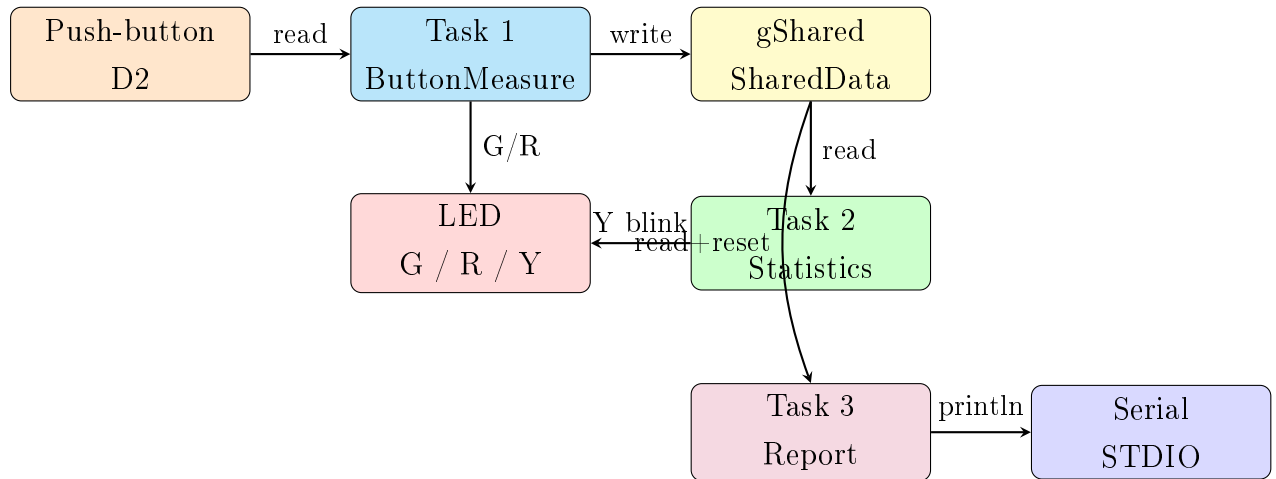 Push-button
D2
read
Task 1
ButtonMeasure
write
gShared
SharedData
G/R
read
LED
G / R / Y
Y blink
read+reset
Task 2
Statistics
Task 3
Report
println
Serial
STDIO